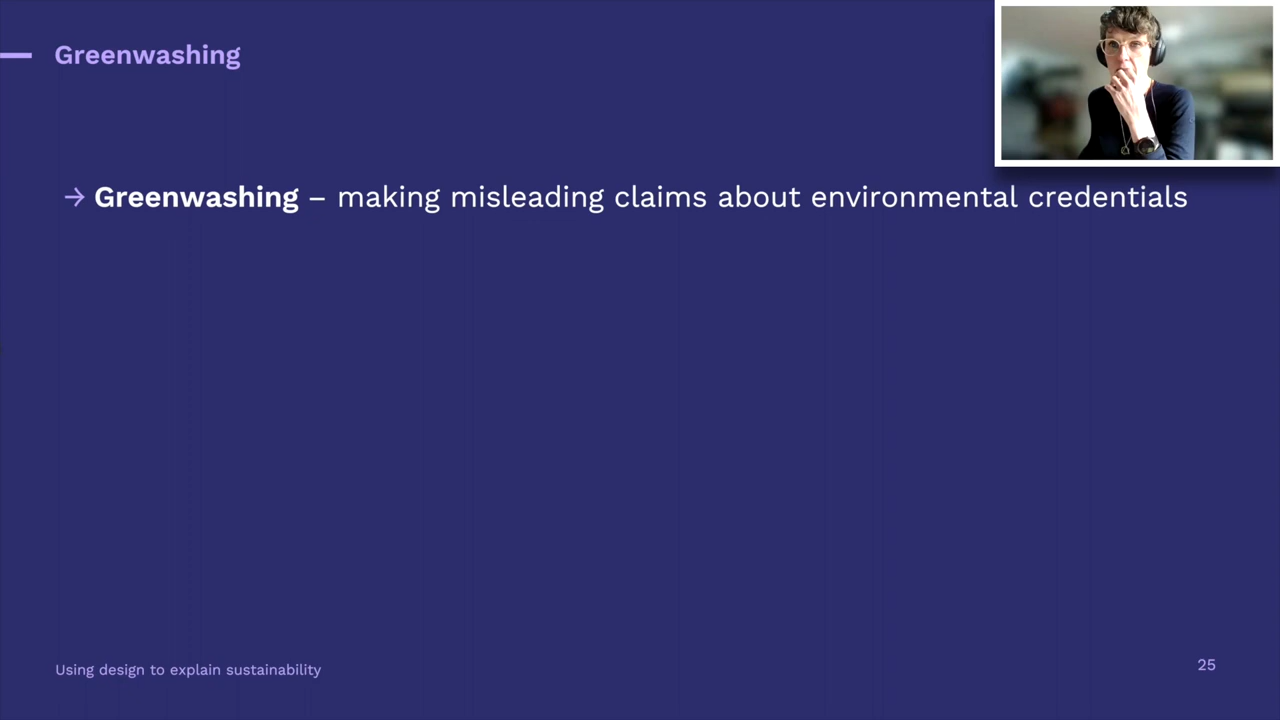 Greenwashing
→ Greenwashing – making misleading claims about environmental credentials
Using design to explain sustainability
25